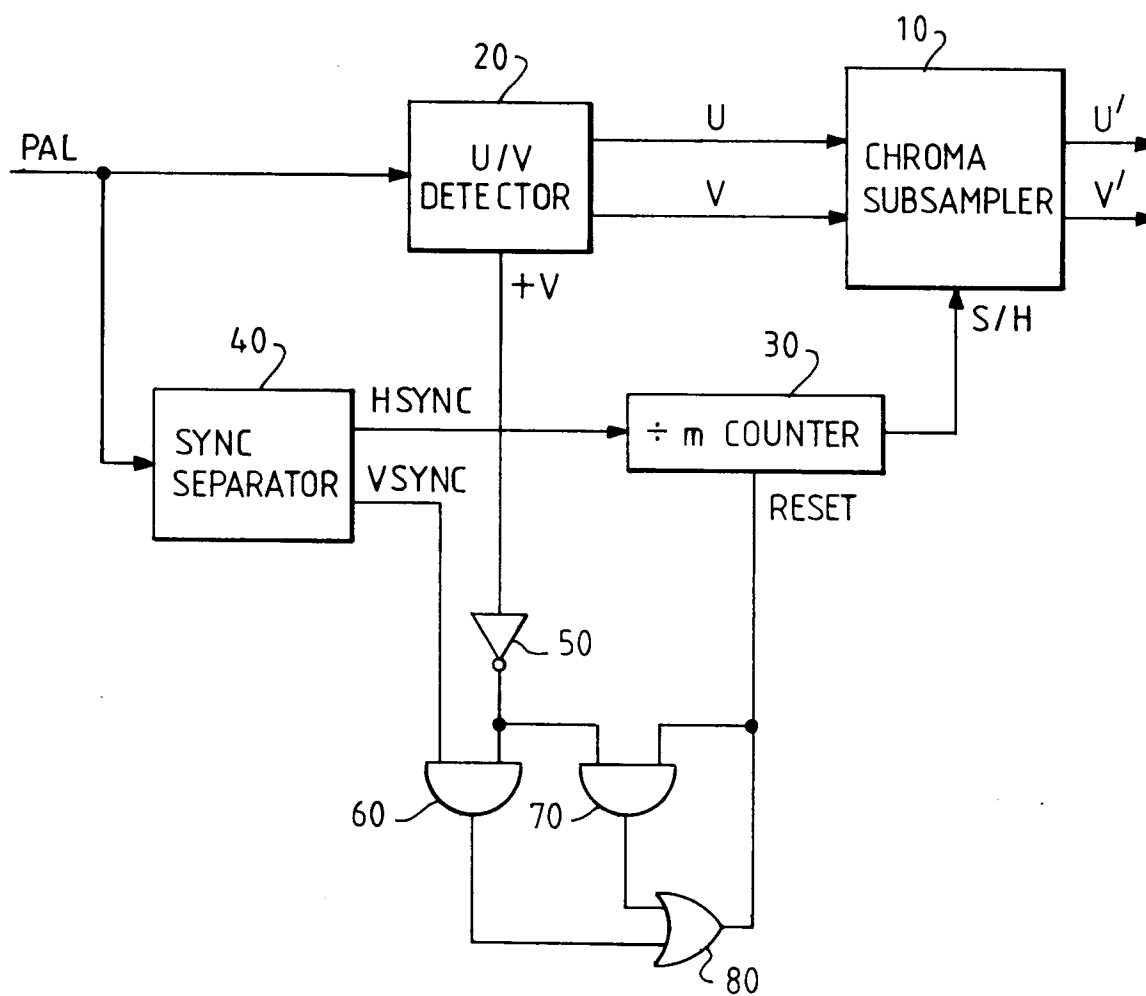 10
20
PAL
U/V
DETECTOR
U
V
CHROMA
SUBSAMPLER
U'
V'
+V
S/H
40
30
HSYNC
÷ m COUNTER
SYNC
SEPARATOR
VSYNC
RESET
50
60
70
80